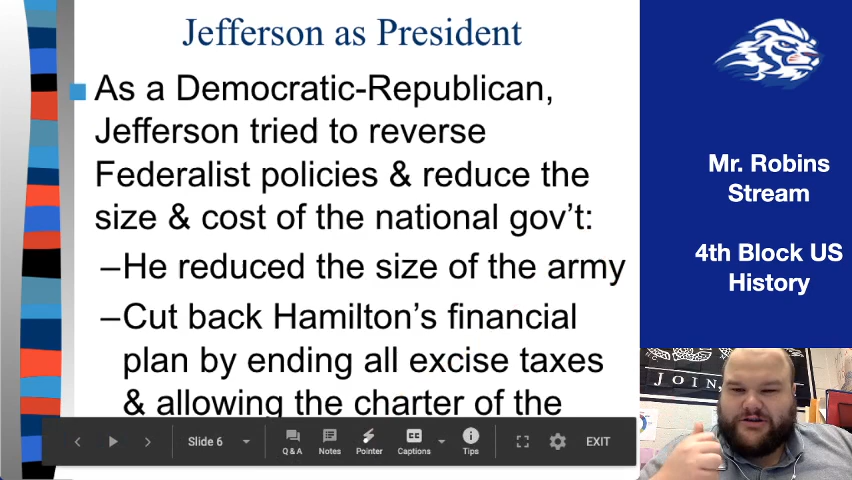 Jefferson as President
As a Democratic-Republican,
Jefferson tried to reverse
Federalist policies & reduce the
size & cost of the national gov't:
–He reduced the size of the army
–Cut back Hamilton's financial
plan by ending all excise taxes
& allowing the charter of the
Slide 6
Q & A
Notes
Pointer
Captions
Tips
EXIT
Mr. Robins
Stream
4th Block US
History
JOIN,